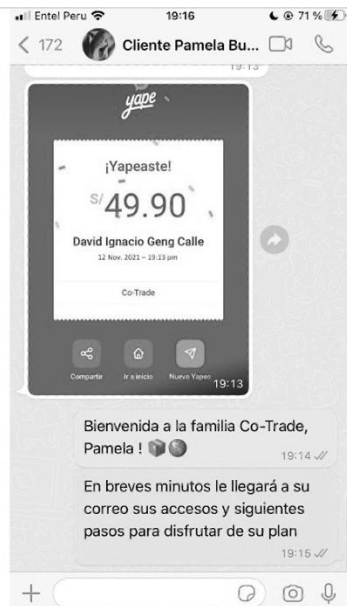 Entel Peru
19:16
71 %
172
Cliente Pamela Bu...
19:13
yape
¡Yapeaste!
S/ 49.90
David Ignacio Geng Calle
12 Nov. 2021 – 19:13 pm
Co-Trade
Compartir Ir a inicio Nuevo Yapeo
19:13
Bienvenida a la familia Co-Trade,
Pamela !
19:14
En breves minutos le llegará a su
correo sus accesos y siguientes
pasos para disfrutar de su plan
19:15